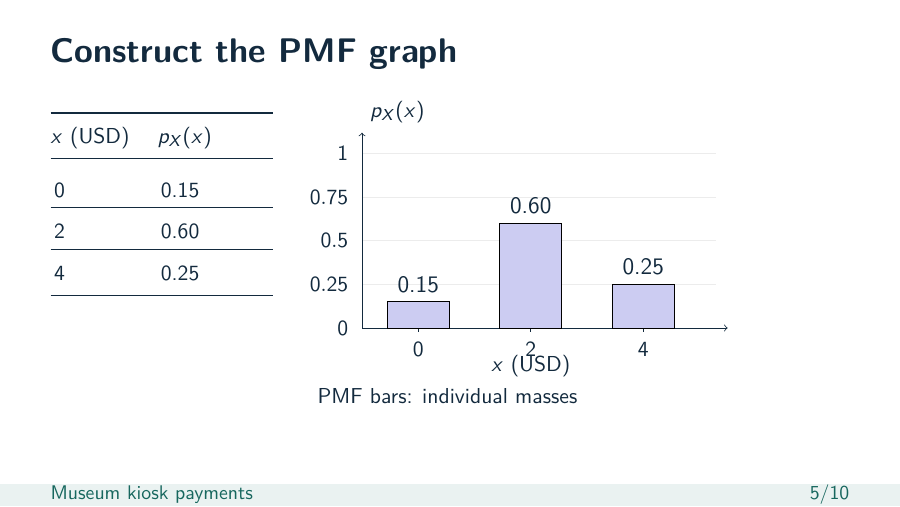 Construct the PMF graph
x (USD) pX(x)
0 0.15
2 0.60
4 0.25
pX(x)
1
0.75
0.5
0.25
0
0.15
0.60
0.25
0 2 4
x (USD)
PMF bars: individual masses
Museum kiosk payments 5/10